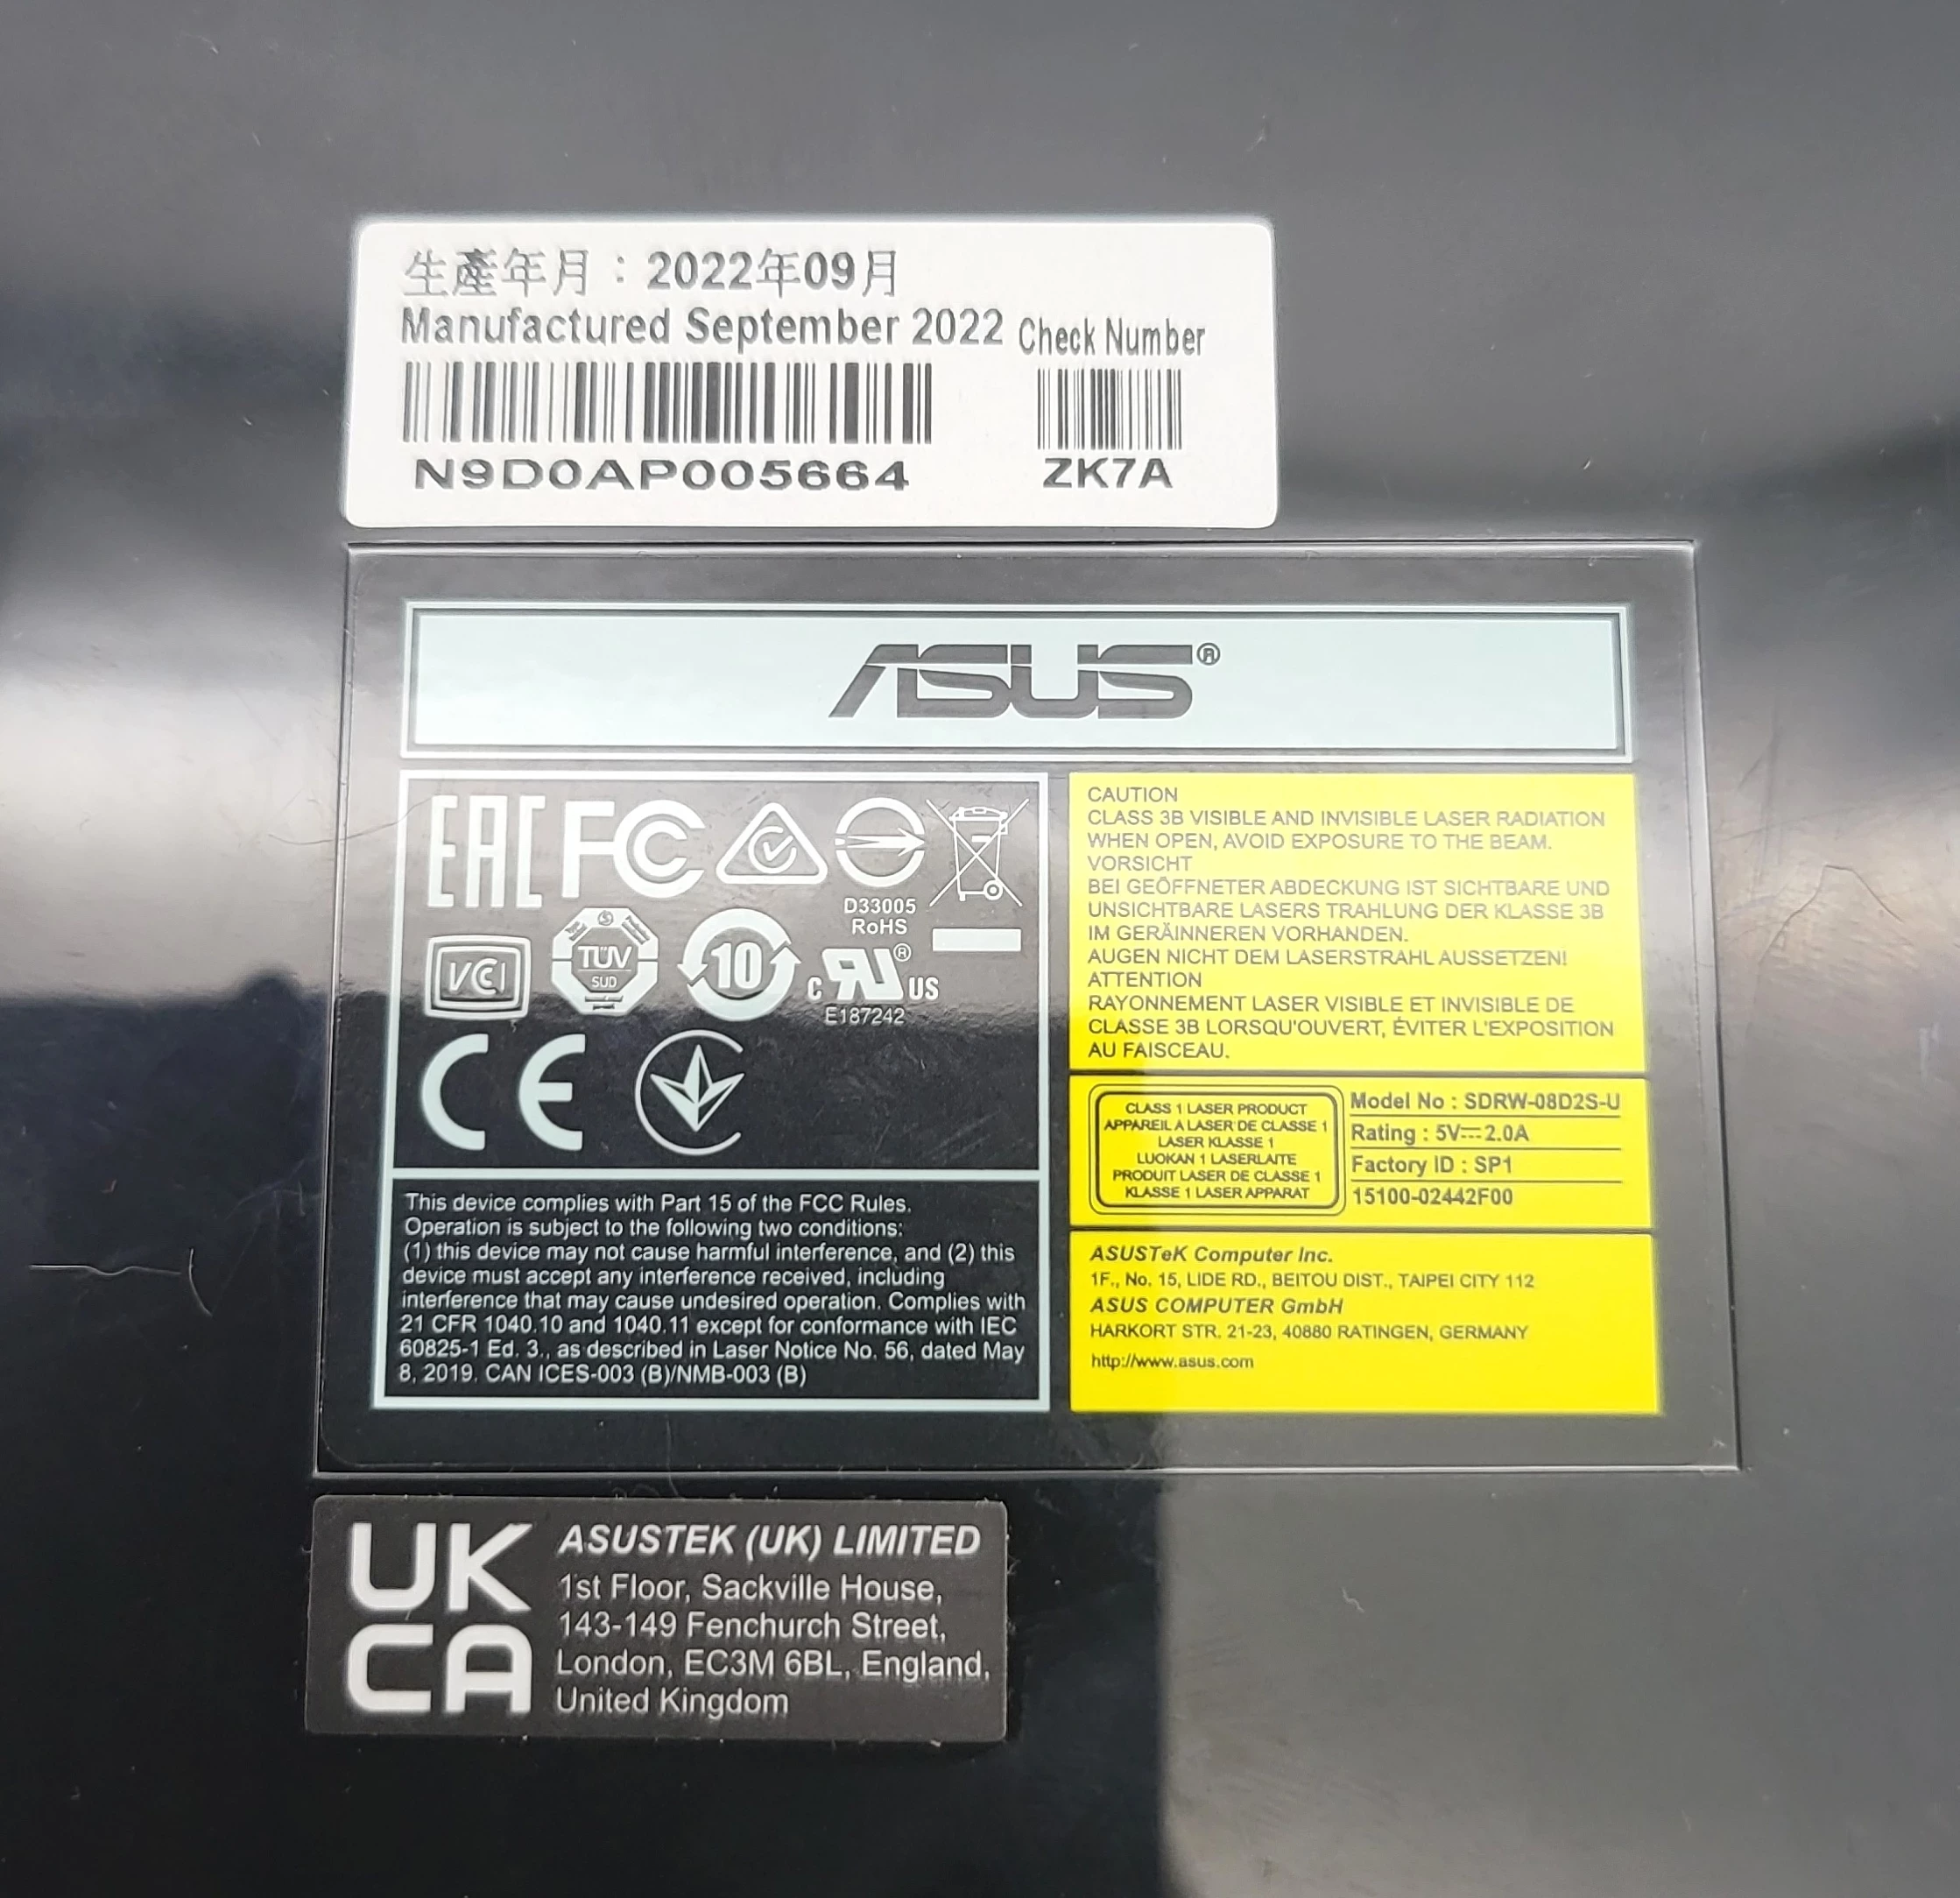 生產年月：2022年09月
Manufactured September 2022 Check Number
N9D0AP005664 ZK7A
ASUS®
EAC FC
D33005
RoHS
VCI TÜV SUD 10 c RU® US
E187242
CE
This device complies with Part 15 of the FCC Rules.
Operation is subject to the following two conditions:
(1) this device may not cause harmful interference, and (2) this
device must accept any interference received, including
interference that may cause undesired operation. Complies with
21 CFR 1040.10 and 1040.11 except for conformance with IEC
60825-1 Ed. 3., as described in Laser Notice No. 56, dated May
8, 2019. CAN ICES-003 (B)/NMB-003 (B)
CAUTION
CLASS 3B VISIBLE AND INVISIBLE LASER RADIATION
WHEN OPEN, AVOID EXPOSURE TO THE BEAM.
VORSICHT
BEI GEÖFFNETER ABDECKUNG IST SICHTBARE UND
UNSICHTBARE LASERS TRAHLUNG DER KLASSE 3B
IM GERÄINNEREN VORHANDEN.
AUGEN NICHT DEM LASERSTRAHL AUSSETZEN!
ATTENTION
RAYONNEMENT LASER VISIBLE ET INVISIBLE DE
CLASSE 3B LORSQU'OUVERT, ÉVITER L'EXPOSITION
AU FAISCEAU.
CLASS 1 LASER PRODUCT
APPAREIL A LASER DE CLASSE 1
LASER KLASSE 1
LUOKAN 1 LASERLAITE
PRODUIT LASER DE CLASSE 1
KLASSE 1 LASER APPARAT
Model No : SDRW-08D2S-U
Rating : 5V⎓2.0A
Factory ID : SP1
15100-02442F00
ASUSTeK Computer Inc.
1F., No. 15, LIDE RD., BEITOU DIST., TAIPEI CITY 112
ASUS COMPUTER GmbH
HARKORT STR. 21-23, 40880 RATINGEN, GERMANY
http://www.asus.com
UK
CA
ASUSTEK (UK) LIMITED
1st Floor, Sackville House,
143-149 Fenchurch Street,
London, EC3M 6BL, England,
United Kingdom